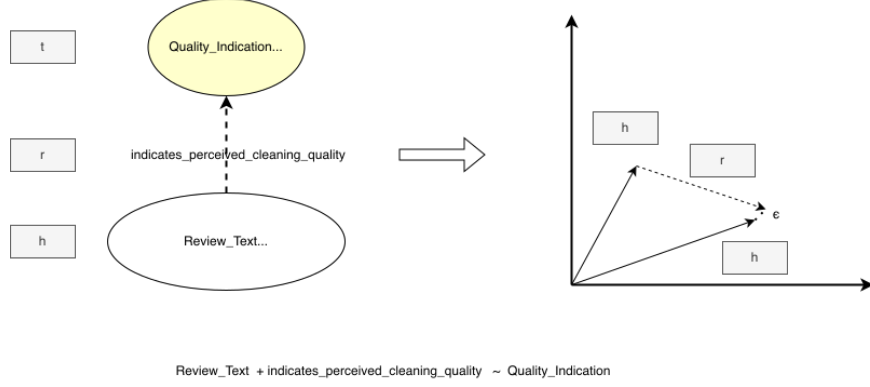 t
Quality_Indication...
r
indicates_perceived_cleaning_quality
h
Review_Text...
h
r
ϵ
h
Review_Text + indicates_perceived_cleaning_quality ~ Quality_Indication